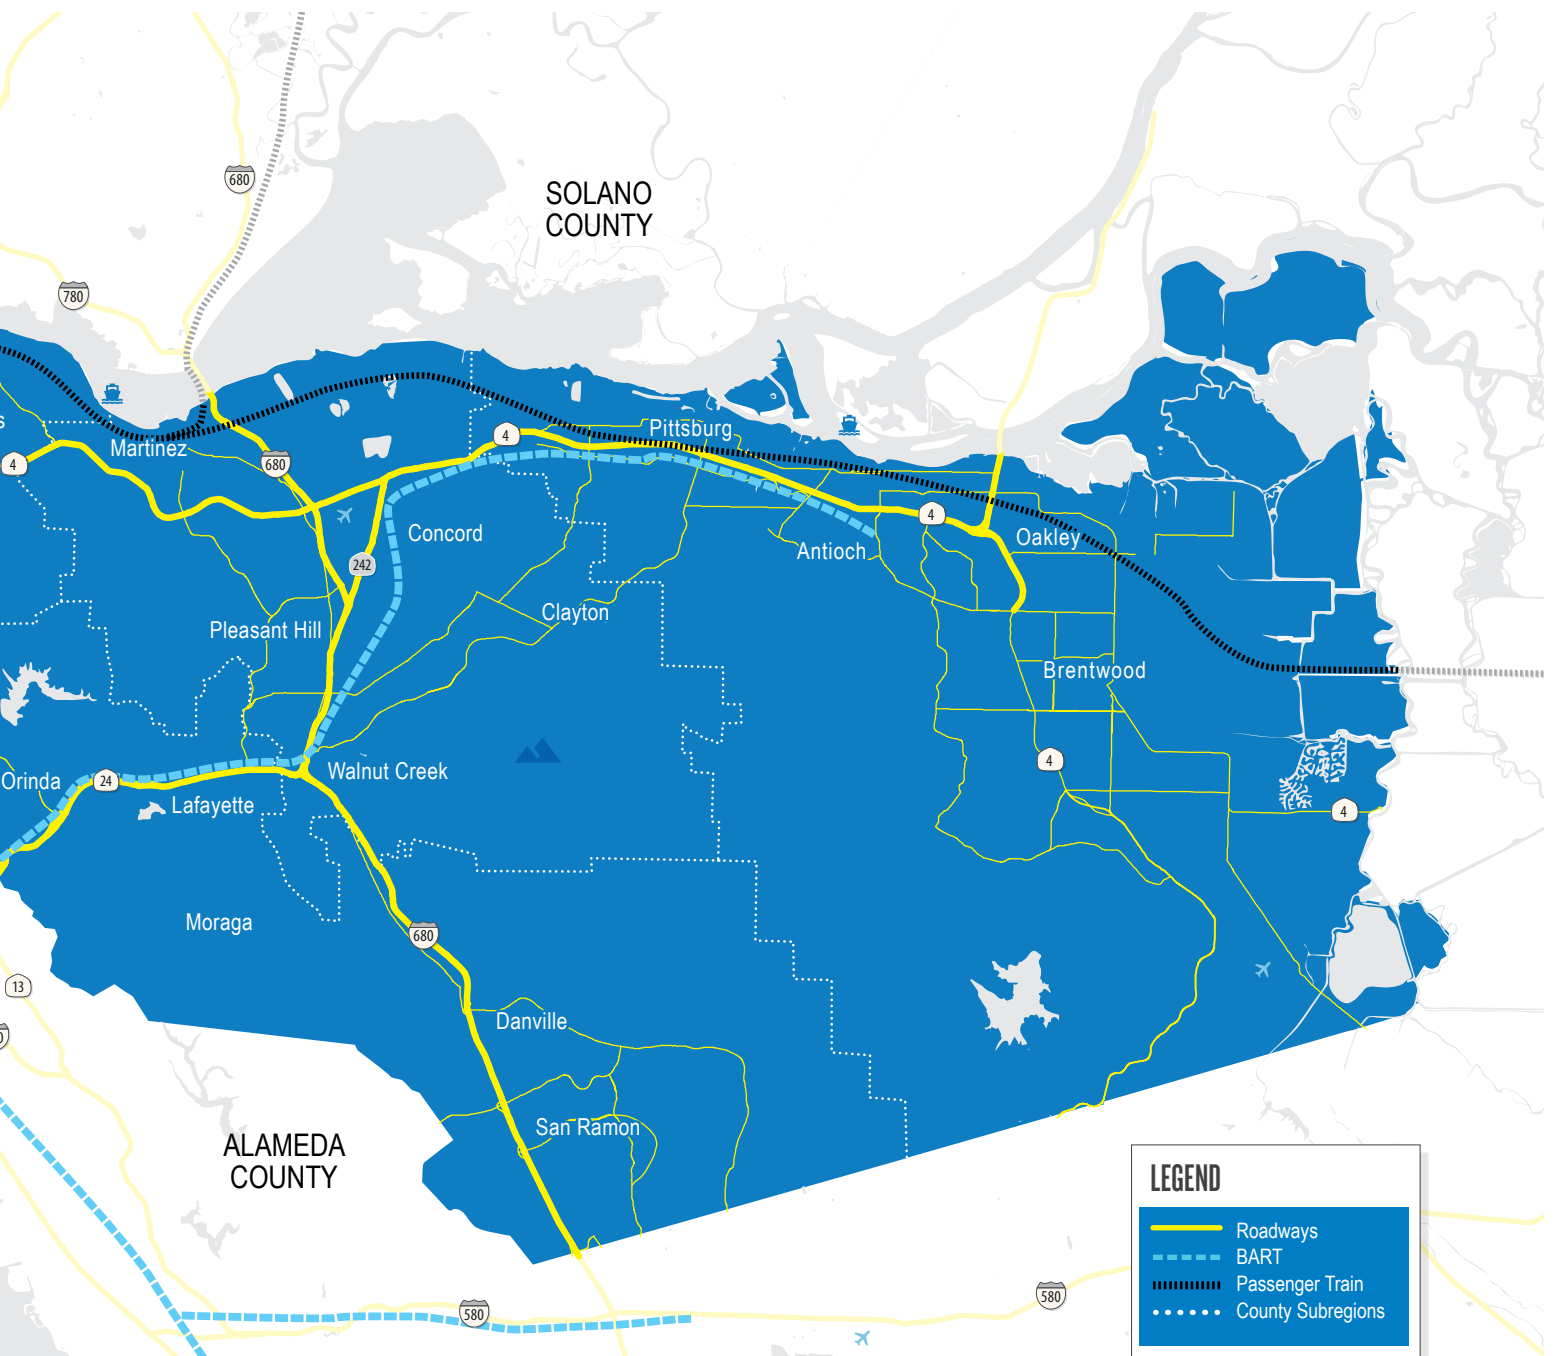 680
SOLANO
COUNTY
780
s
Martinez
4
680
4
Pittsburg
Concord
242
4
Oakley
Antioch
Clayton
Pleasant Hill
Brentwood
Orinda
24
Walnut Creek
Lafayette
4
4
Moraga
680
13
Danville
San Ramon
ALAMEDA
COUNTY
580
580
LEGEND
Roadways
BART
Passenger Train
County Subregions